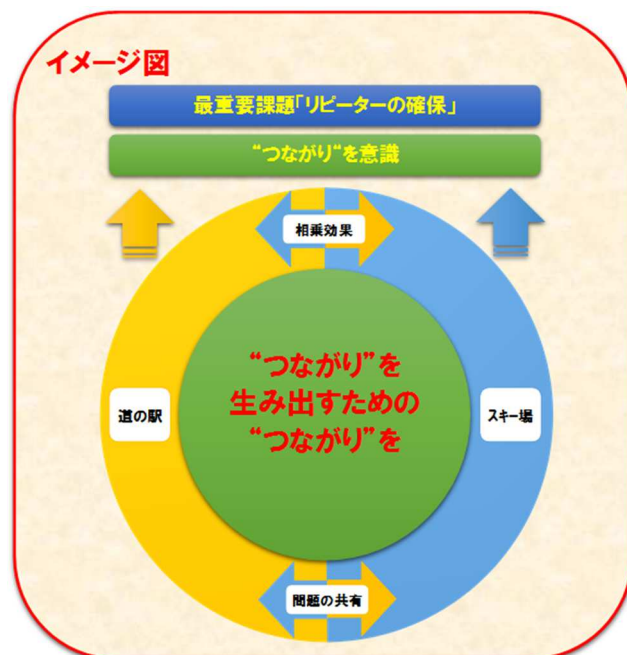 イメージ図
最重要課題「リピーターの確保」
“つながり“を意識
相乗効果
“つながり”を
生み出すための
“つながり”を
道の駅
スキー場
問題の共有